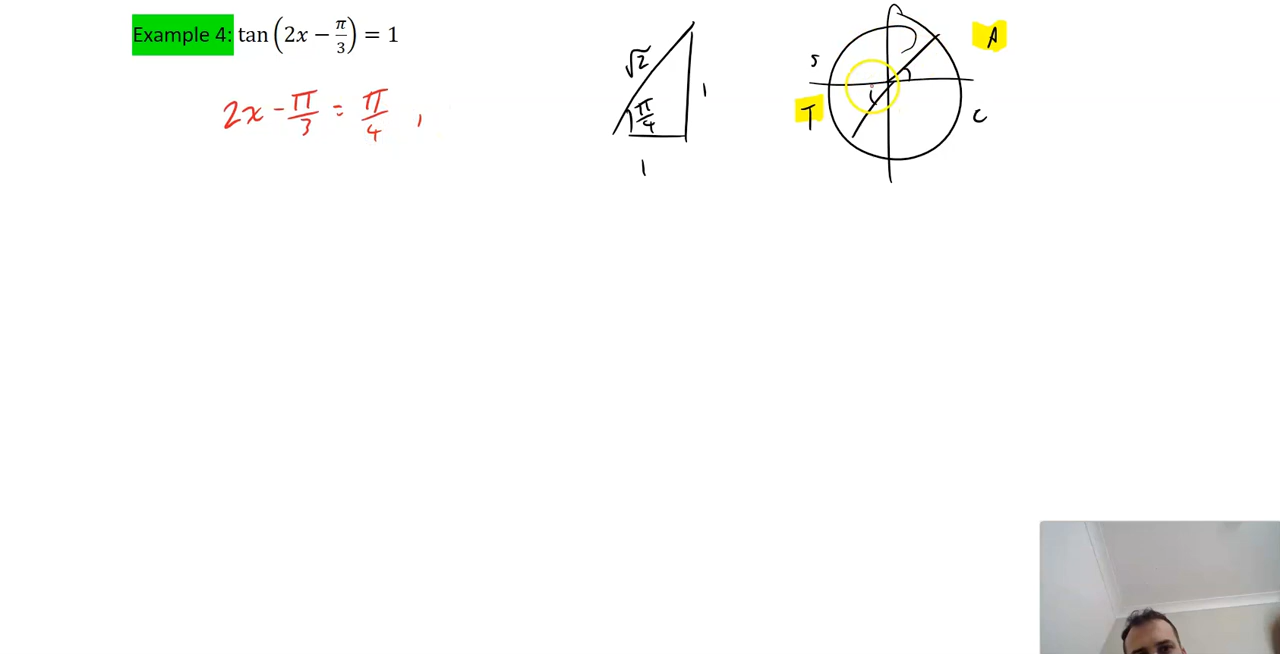 Example 4: tan(2x − π/3) = 1
2x − π/3 = π/4 ,
√2
π/4
1
1
S
A
T
C